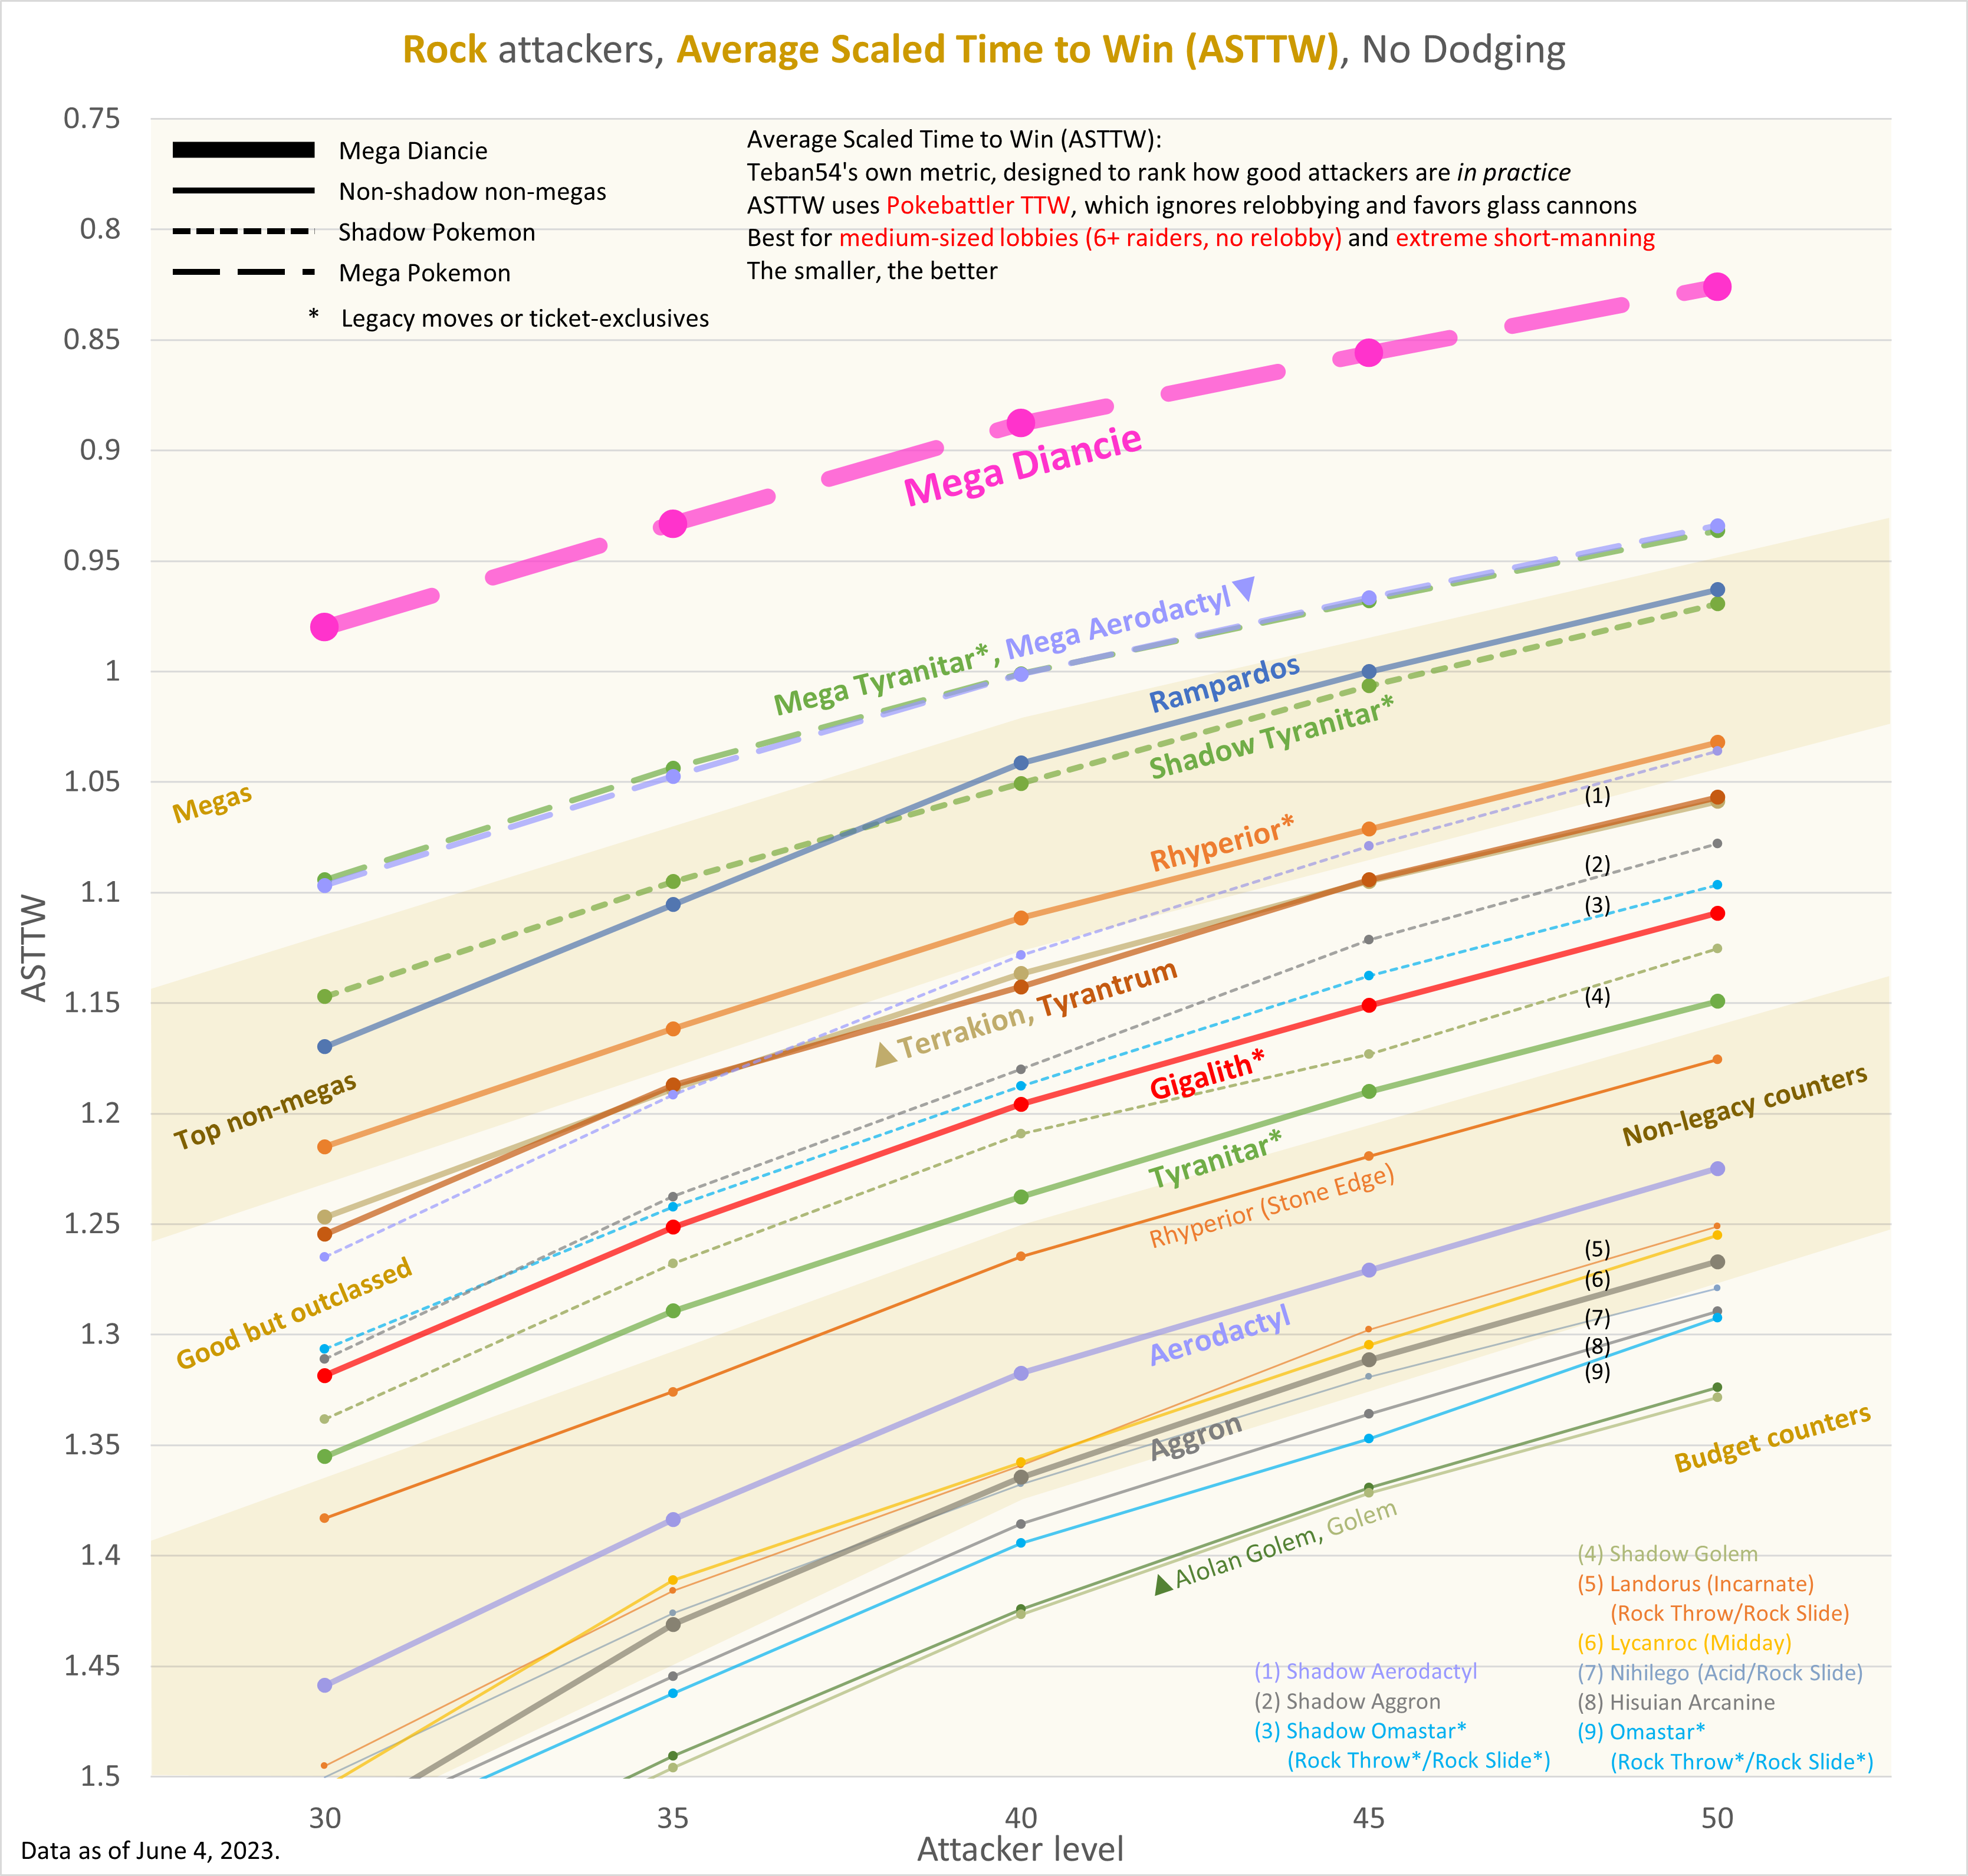 Rock attackers, Average Scaled Time to Win (ASTTW), No Dodging
0.75
0.8
0.85
0.9
0.95
1
1.05
1.1
1.15
1.2
1.25
1.3
1.35
1.4
1.45
1.5
ASTTW
Mega Diancie
Non-shadow non-megas
Shadow Pokemon
Mega Pokemon
* Legacy moves or ticket-exclusives
Average Scaled Time to Win (ASTTW):
Teban54's own metric, designed to rank how good attackers are in practice
ASTTW uses Pokebattler TTW, which ignores relobbying and favors glass cannons
Best for medium-sized lobbies (6+ raiders, no relobby) and extreme short-manning
The smaller, the better
Mega Diancie
Mega Tyranitar*, Mega Aerodactyl▼
Rampardos
Shadow Tyranitar*
Megas
Rhyperior*
(1)
(2)
(3)
▲Terrakion, Tyrantrum
(4)
Gigalith*
Top non-megas
Non-legacy counters
Tyranitar*
Rhyperior (Stone Edge)
Good but outclassed
(5)
(6)
(7)
(8)
(9)
Aerodactyl
Aggron
Budget counters
▲Alolan Golem, Golem
(1) Shadow Aerodactyl
(2) Shadow Aggron
(3) Shadow Omastar*
(Rock Throw*/Rock Slide*)
(4) Shadow Golem
(5) Landorus (Incarnate)
(Rock Throw/Rock Slide)
(6) Lycanroc (Midday)
(7) Nihilego (Acid/Rock Slide)
(8) Hisuian Arcanine
(9) Omastar*
(Rock Throw*/Rock Slide*)
30 35 40 45 50
Attacker level
Data as of June 4, 2023.